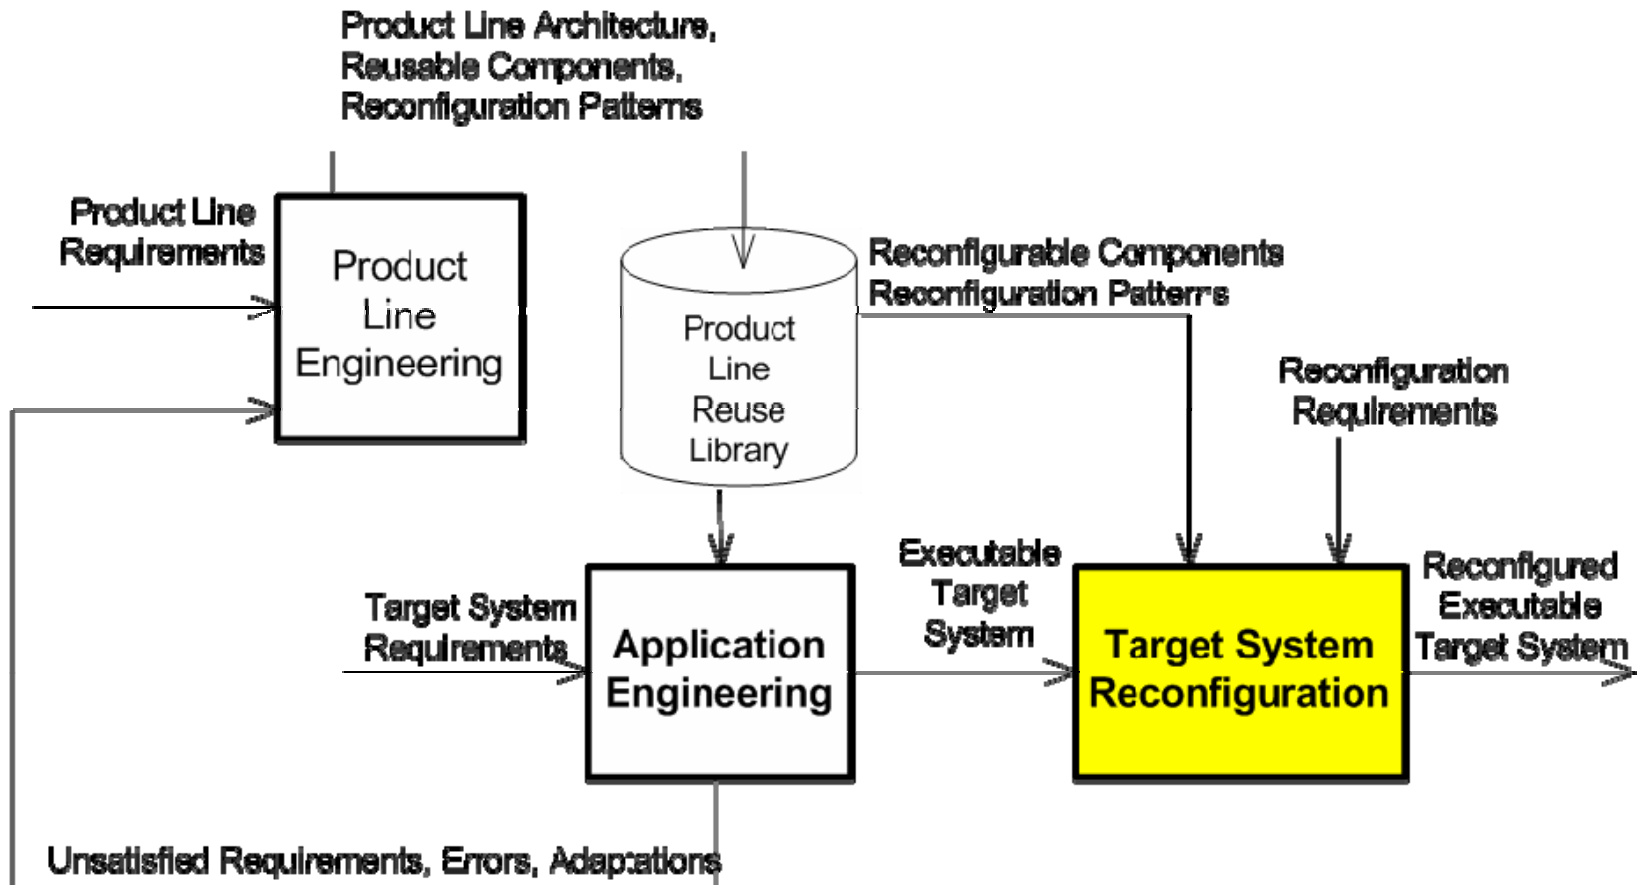 Product Line Architecture,
Reusable Components,
Reconfiguration Patterns
Product Line
Requirements
Product
Line
Engineering
Reconfigurable Components
Reconfiguration Patterns
Product
Line
Reuse
Library
Reconfiguration
Requirements
Executable
Target
System
Reconfigured
Executable
Target System
Target System
Requirements
Application
Engineering
Target System
Reconfiguration
Unsatisfied Requirements, Errors, Adaptations